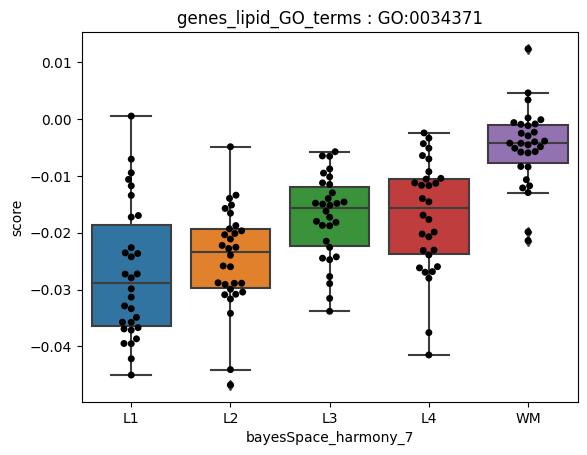 genes_lipid_GO_terms : GO:0034371
0.01
0.00
−0.01
−0.02
−0.03
−0.04
score
L1 L2 L3 L4 WM
bayesSpace_harmony_7